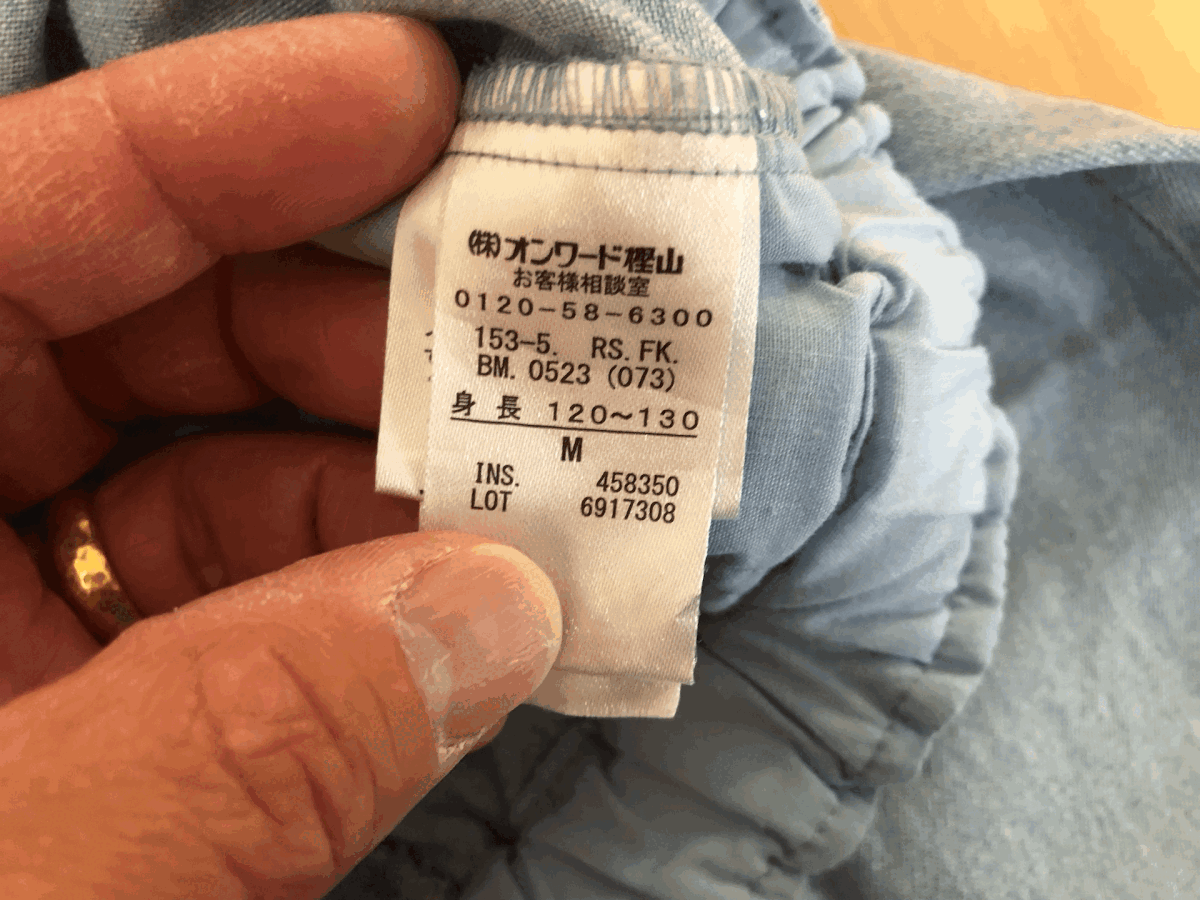 (株)オンワード樫山
お客様相談室
0120-58-6300
153-5. RS. FK.
BM. 0523 (073)
身長 120~130
M
INS. 458350
LOT 6917308